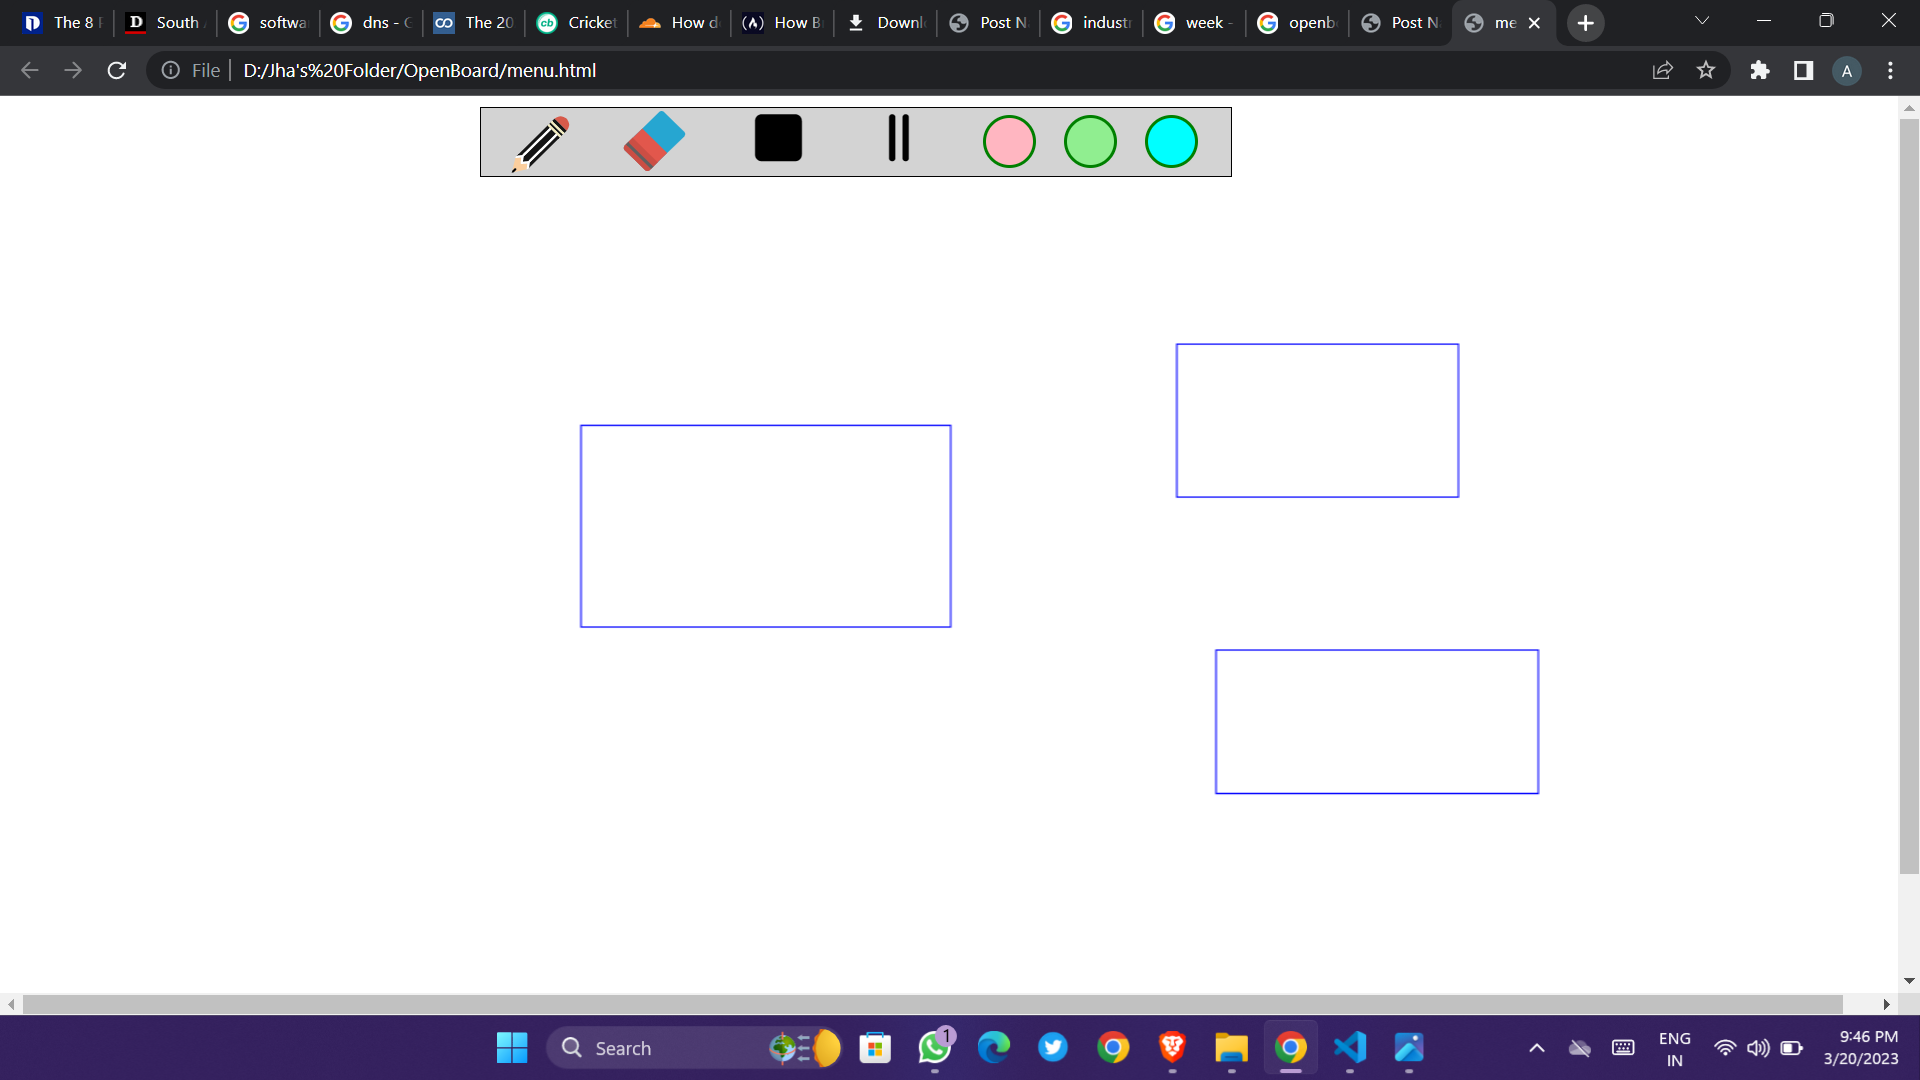 The 8 F
D South
softwa
dns - G
The 20
cb Cricket
How d
How B
Downl
Post N
industr
week -
openb
Post N
me
File D:/Jha's%20Folder/OpenBoard/menu.html
A
Search
1
ENG
IN
9:46 PM
3/20/2023